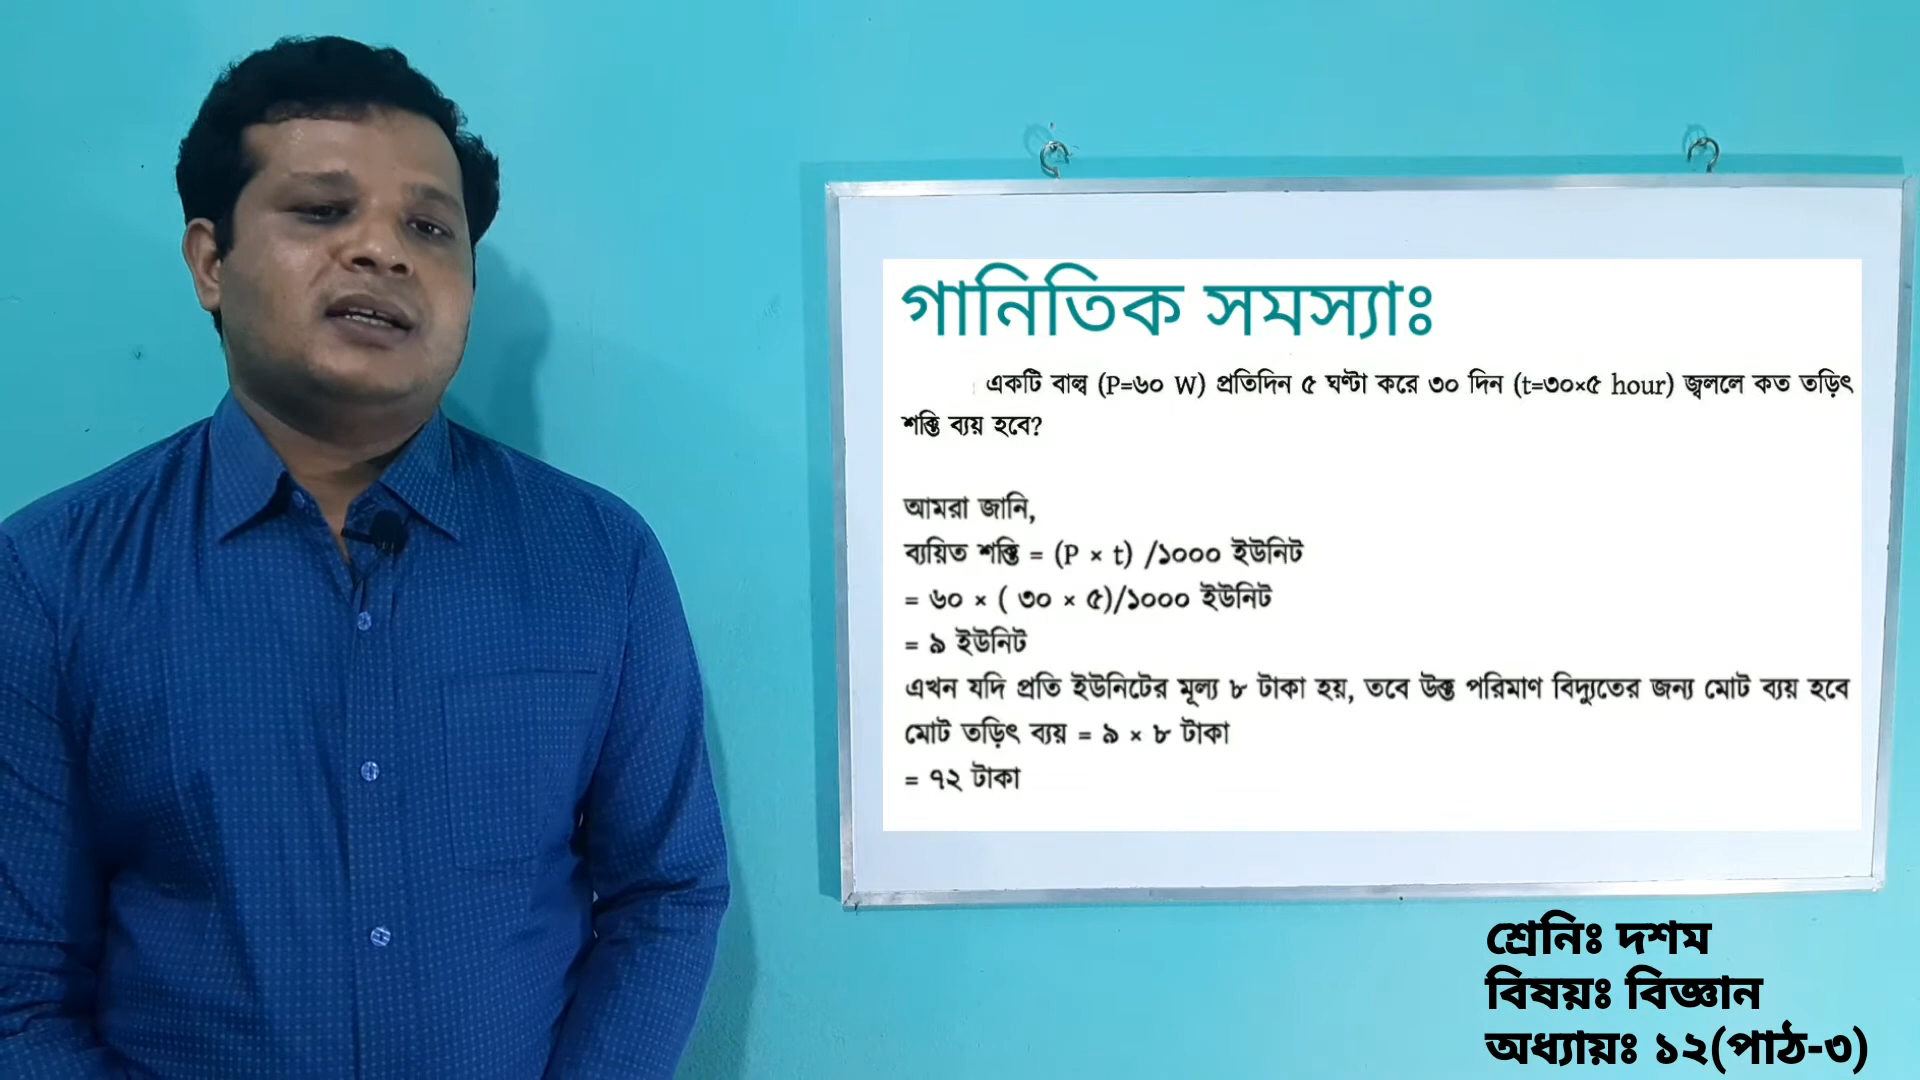 গানিতিক সমস্যাঃ
একটি বাল্ব (P=৬০ W) প্রতিদিন ৫ ঘণ্টা করে ৩০ দিন (t=৩০×৫ hour) জ্বললে কত তড়িৎ
শক্তি ব্যয় হবে?
আমরা জানি,
ব্যয়িত শক্তি = (P × t) /১০০০ ইউনিট
= ৬০ × ( ৩০ × ৫)/১০০০ ইউনিট
= ৯ ইউনিট
এখন যদি প্রতি ইউনিটের মূল্য ৮ টাকা হয়, তবে উক্ত পরিমাণ বিদ্যুতের জন্য মোট ব্যয় হবে
মোট তড়িৎ ব্যয় = ৯ × ৮ টাকা
= ৭২ টাকা
শ্রেনিঃ দশম
বিষয়ঃ বিজ্ঞান
অধ্যায়ঃ ১২(পাঠ-৩)